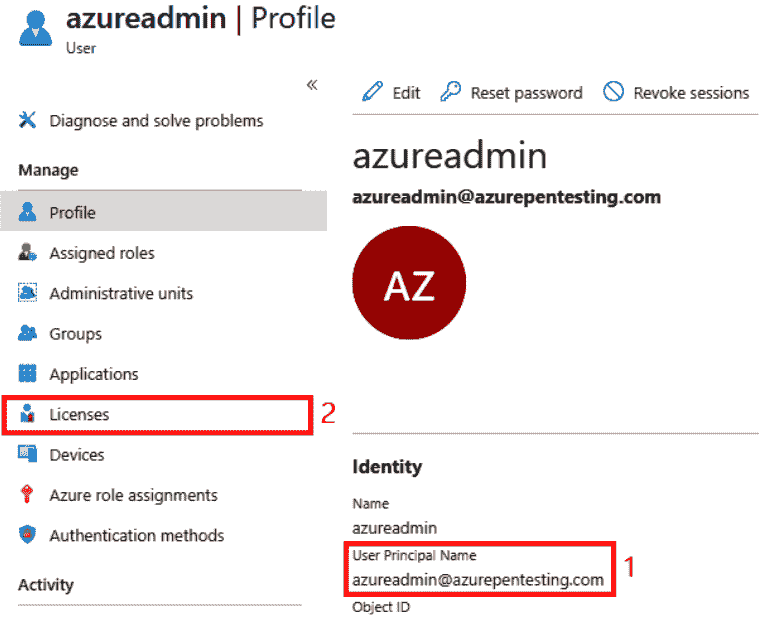 azureadmin | Profile
User
«
Diagnose and solve problems
Manage
Profile
Assigned roles
Administrative units
Groups
Applications
Licenses
2
Devices
Azure role assignments
Authentication methods
Activity
Edit Reset password Revoke sessions
azureadmin
azureadmin@azurepentesting.com
AZ
Identity
Name
azureadmin
User Principal Name
azureadmin@azurepentesting.com
1
Object ID